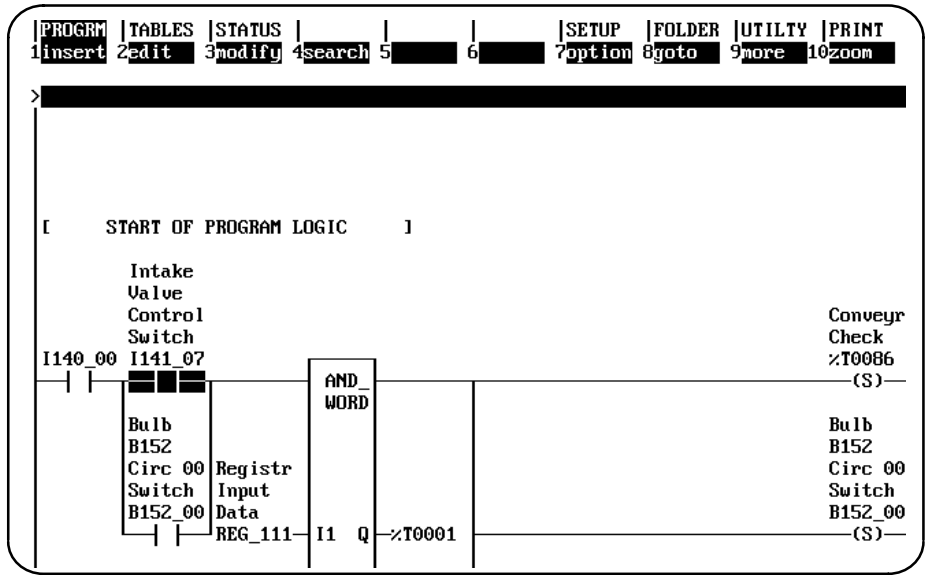 PROGRM |TABLES |STATUS | | | |SETUP |FOLDER |UTILTY |PRINT
1insert 2edit 3modify 4search 5 6 7option 8goto 9more 10zoom
>
[ START OF PROGRAM LOGIC ]
Intake
Valve
Control
Switch
I140_00 I141_07
AND_
WORD
Conveyr
Check
%T0086
(S)
Bulb
B152
Circ 00
Switch
B152_00
Registr
Input
Data
REG_111
I1 Q
%T0001
Bulb
B152
Circ 00
Switch
B152_00
(S)